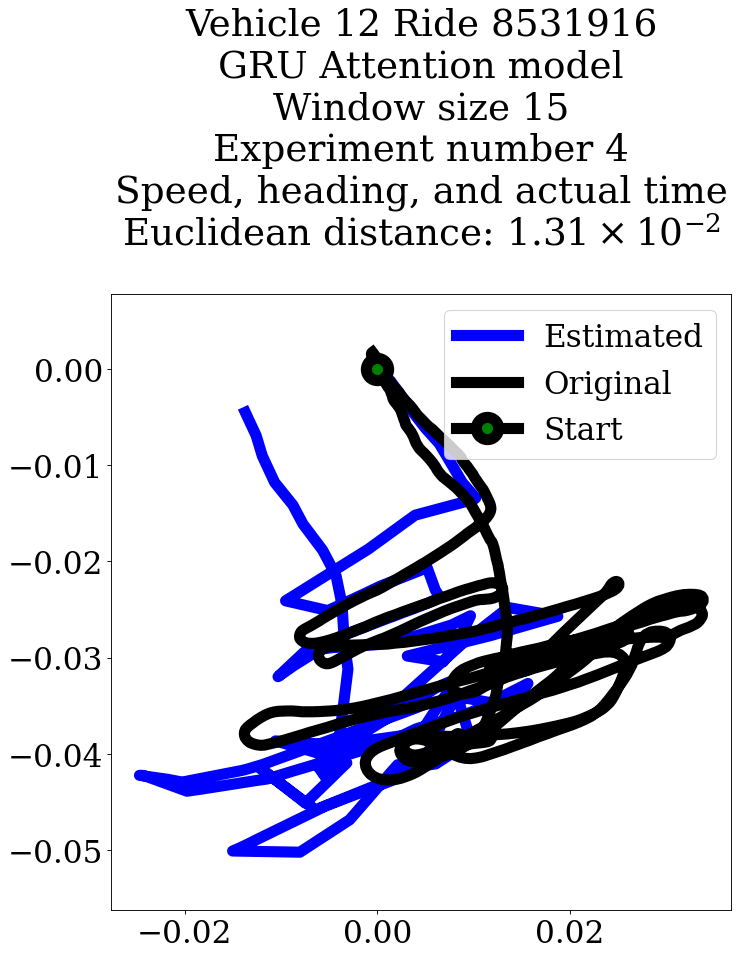 Vehicle 12 Ride 8531916
GRU Attention model
Window size 15
Experiment number 4
Speed, heading, and actual time
Euclidean distance: 1.31 × 10⁻²
Estimated
Original
Start
0.00
−0.01
−0.02
−0.03
−0.04
−0.05
−0.02
0.00
0.02